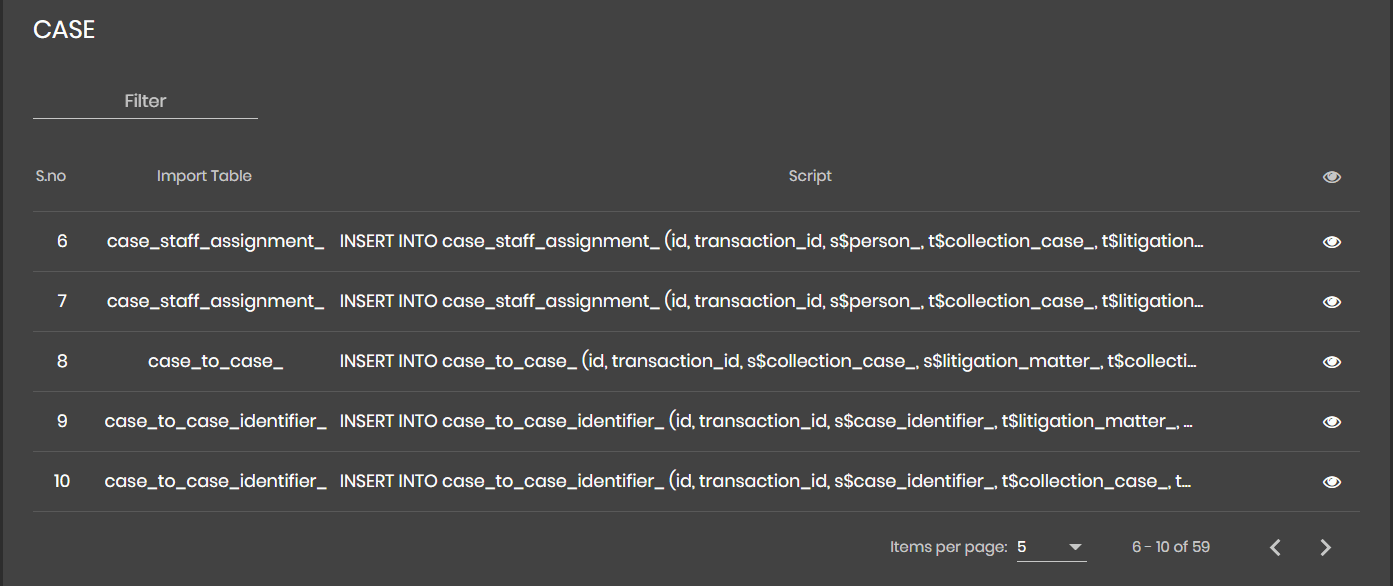 CASE
Filter
S.no Import Table Script
6 case_staff_assignment_ INSERT INTO case_staff_assignment_ (id, transaction_id, s$person_, t$collection_case_, t$litigation...
7 case_staff_assignment_ INSERT INTO case_staff_assignment_ (id, transaction_id, s$person_, t$collection_case_, t$litigation...
8 case_to_case_ INSERT INTO case_to_case_ (id, transaction_id, s$collection_case_, s$litigation_matter_, t$collecti...
9 case_to_case_identifier_ INSERT INTO case_to_case_identifier_ (id, transaction_id, s$case_identifier_, t$litigation_matter_, ...
10 case_to_case_identifier_ INSERT INTO case_to_case_identifier_ (id, transaction_id, s$case_identifier_, t$collection_case_, t...
Items per page: 5 6 - 10 of 59